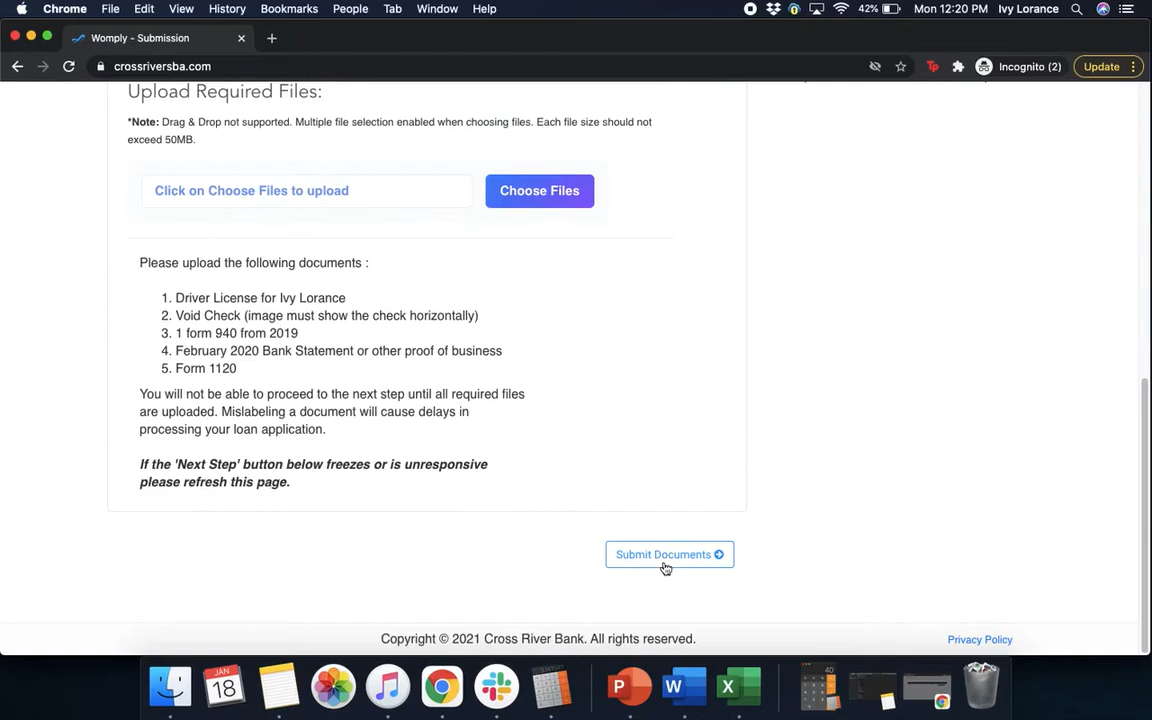 Chrome File Edit View History Bookmarks People Tab Window Help 42% Mon 12:20 PM Ivy Lorance
Womply - Submission
crossriversba.com Incognito (2) Update
Upload Required Files:
*Note: Drag & Drop not supported. Multiple file selection enabled when choosing files. Each file size should not
exceed 50MB.
Click on Choose Files to upload Choose Files
Please upload the following documents :
1. Driver License for Ivy Lorance
2. Void Check (image must show the check horizontally)
3. 1 form 940 from 2019
4. February 2020 Bank Statement or other proof of business
5. Form 1120
You will not be able to proceed to the next step until all required files
are uploaded. Mislabeling a document will cause delays in
processing your loan application.
If the 'Next Step' button below freezes or is unresponsive
please refresh this page.
Submit Documents
Copyright © 2021 Cross River Bank. All rights reserved. Privacy Policy
JAN
18
P W X